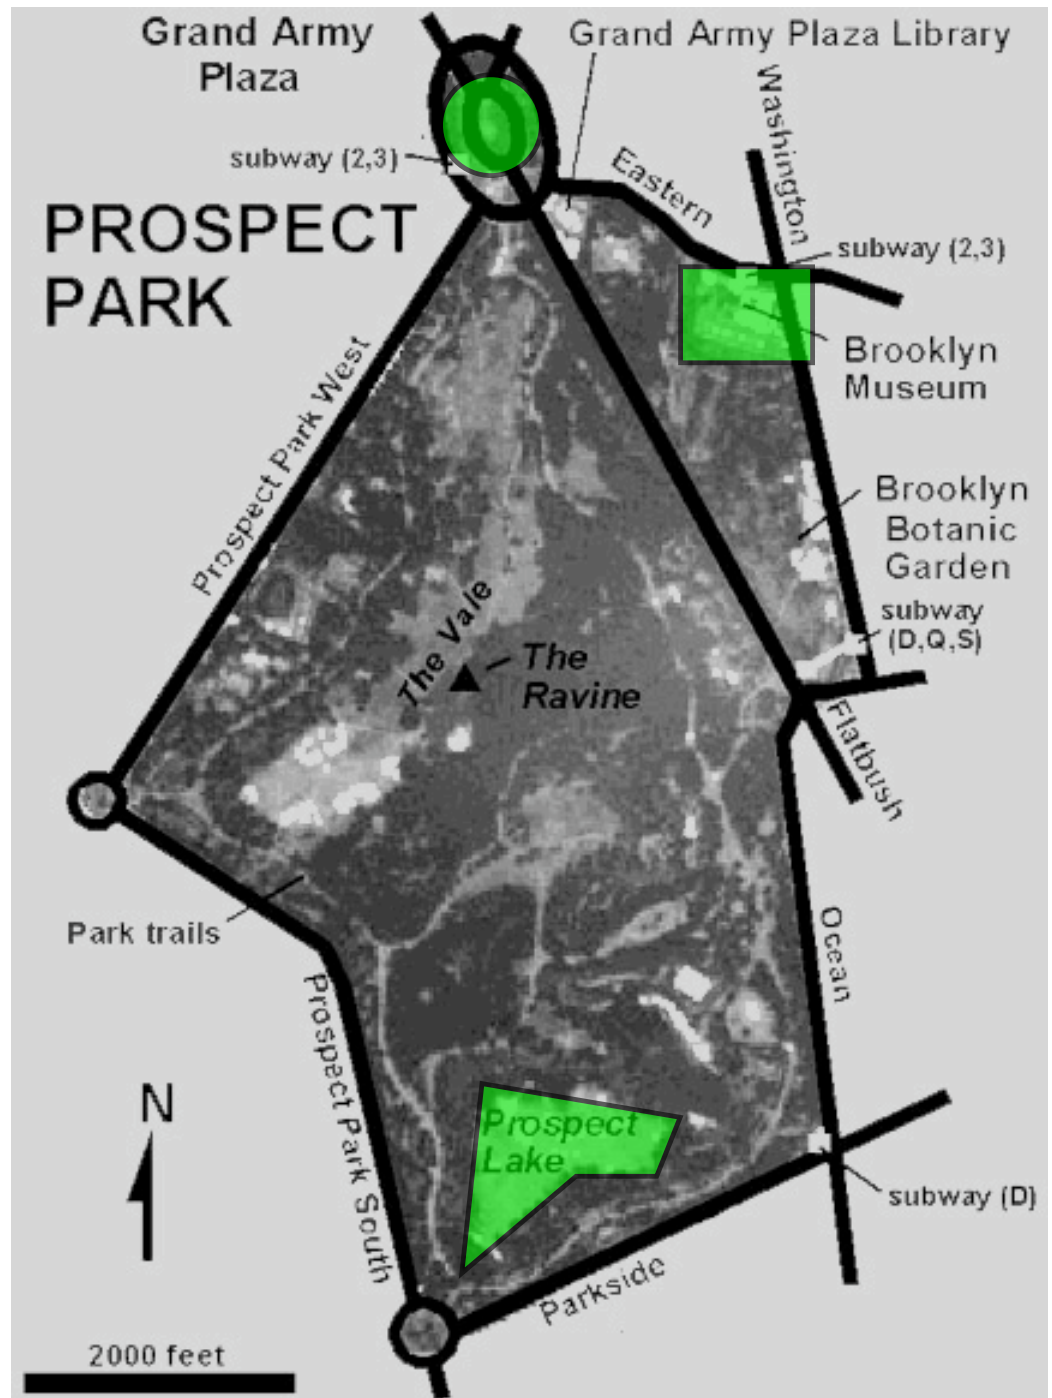 Grand Army
Plaza
Grand Army Plaza Library
Washington
subway (2,3)
Eastern
PROSPECT
PARK
subway (2,3)
Brooklyn
Museum
Prospect Park West
Brooklyn
Botanic
Garden
subway
(D,Q,S)
The Vale
The
Ravine
Flatbush
Park trails
Ocean
Prospect Park South
N
Prospect
Lake
subway (D)
Parkside
2000 feet